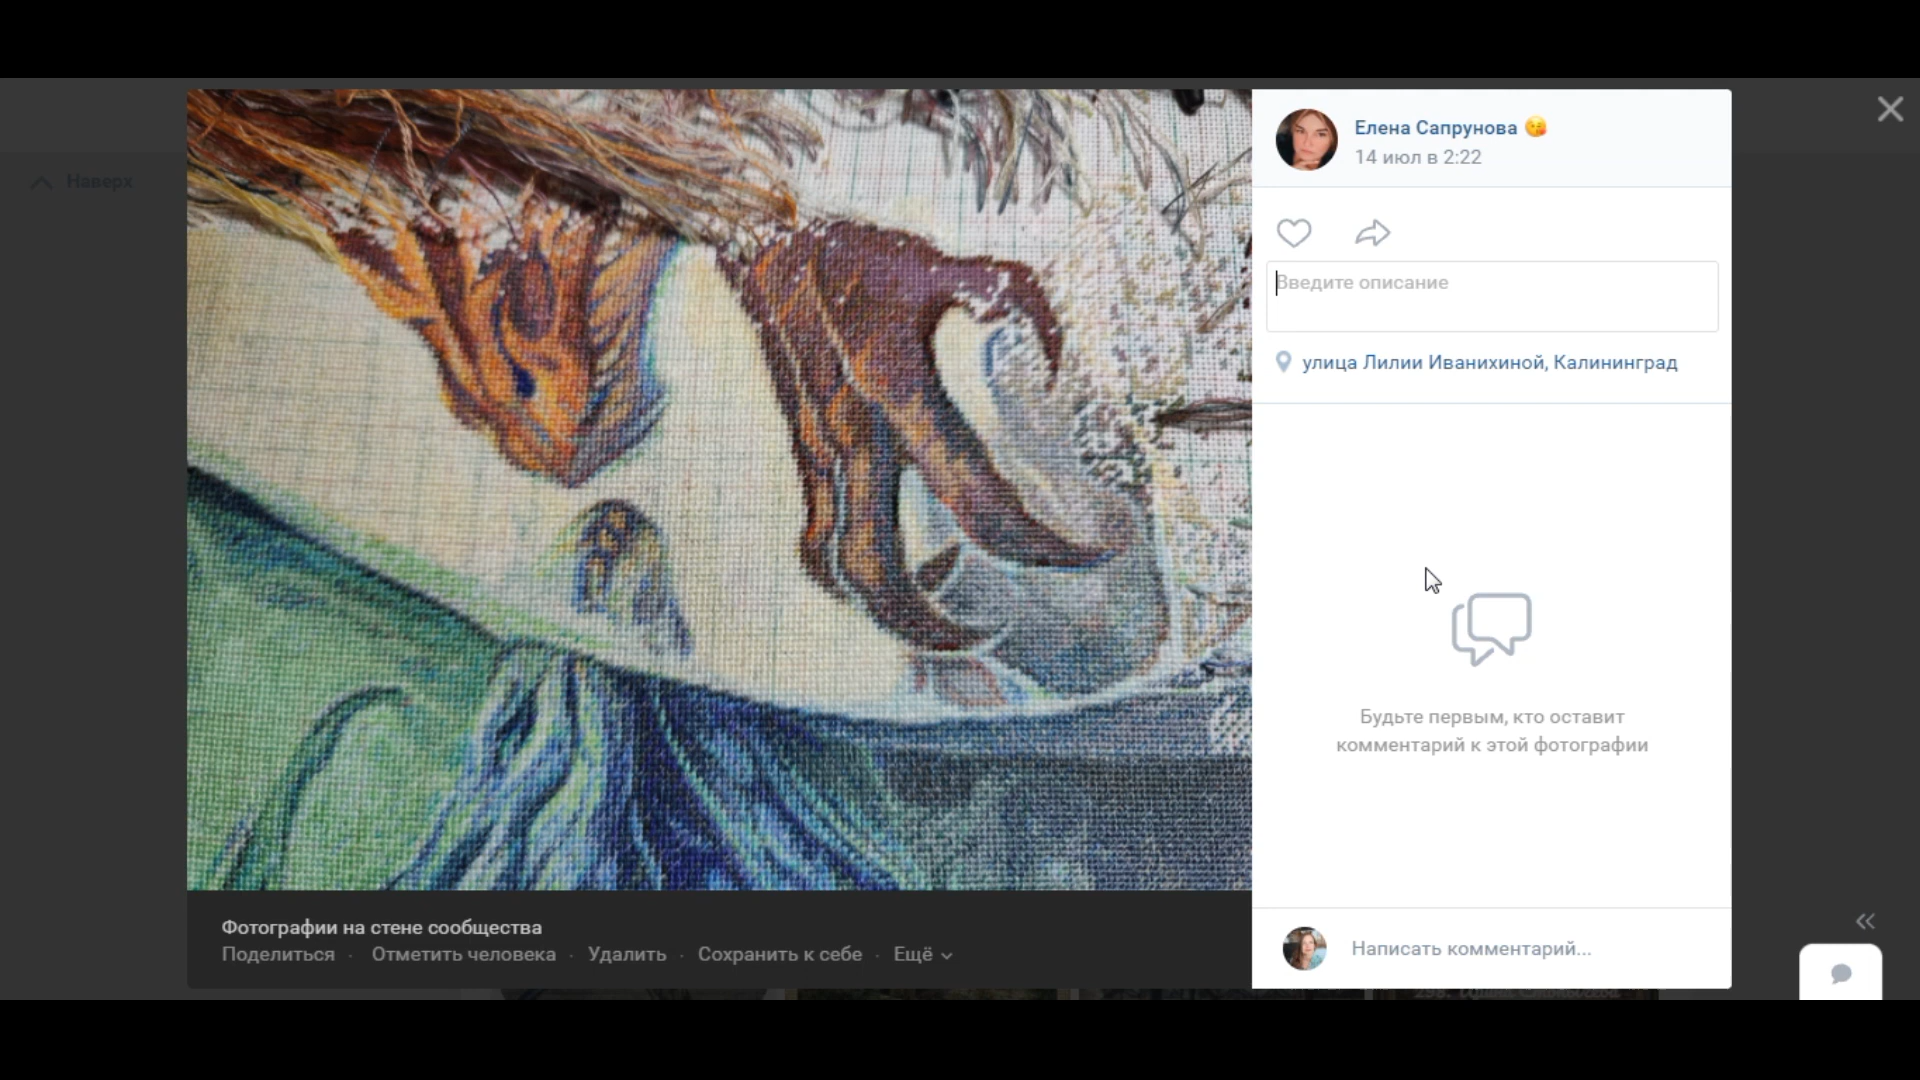 Наверх
Елена Сапрунова
14 июл в 2:22
Введите описание
улица Лилии Иванихиной, Калининград
Будьте первым, кто оставит
комментарий к этой фотографии
Фотографии на стене сообщества
Поделиться · Отметить человека · Удалить · Сохранить к себе · Ещё
Написать комментарий...